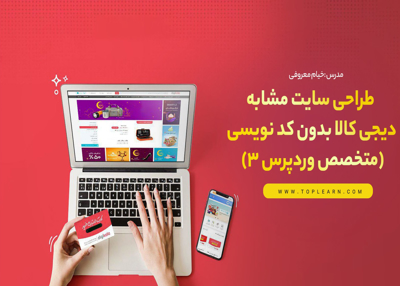 مدرس:خیام معروفی
طراحی سایت مشابه
دیجی کالا بدون کد نویسی
(متخصص وردپرس ۳)
WWW.TOPLEARN.COM